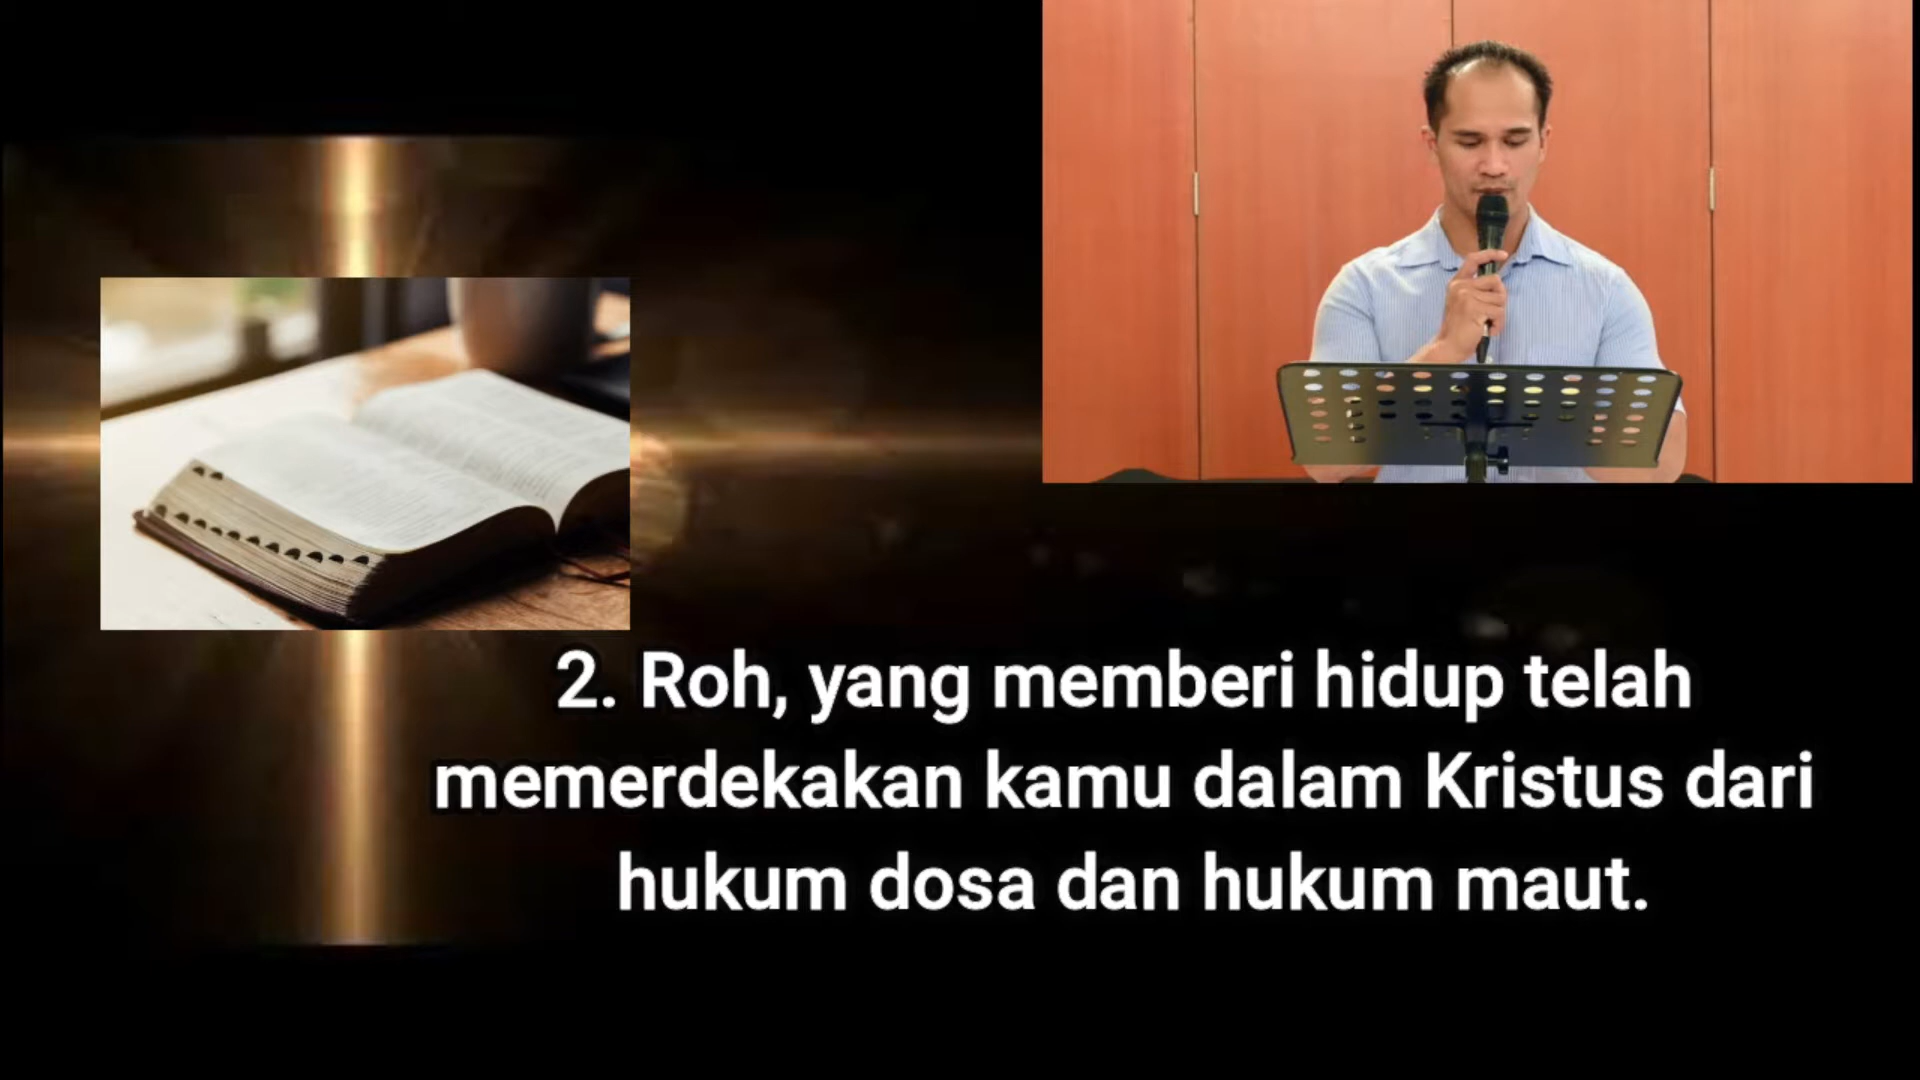 2. Roh, yang memberi hidup telah
memerdekakan kamu dalam Kristus dari
hukum dosa dan hukum maut.